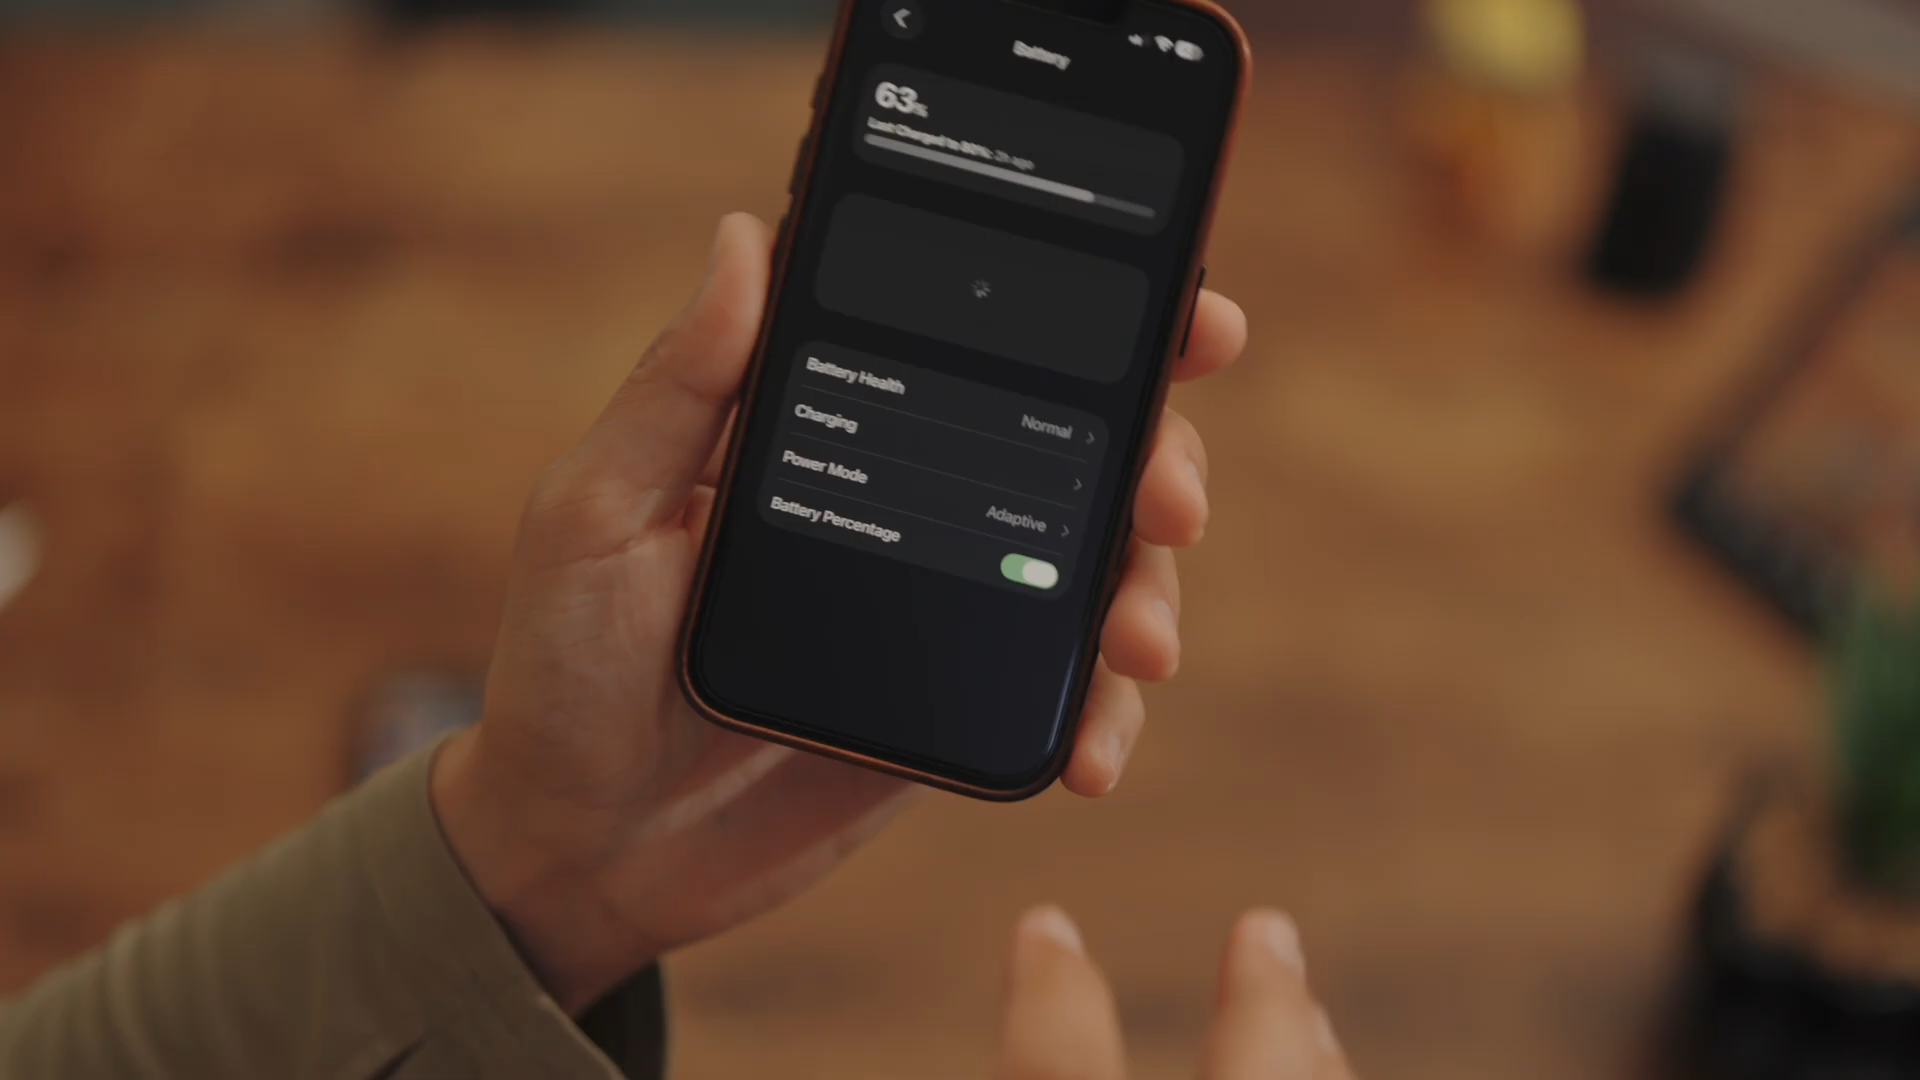 Battery
63%
Last Charged to 80%: 2h ago
Battery Health
Normal
Charging
Power Mode
Adaptive
Battery Percentage